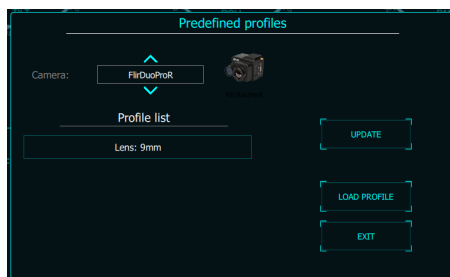 Predefined profiles
Camera:
FlirDuoProR
Profile list
Lens: 9mm
UPDATE
LOAD PROFILE
EXIT